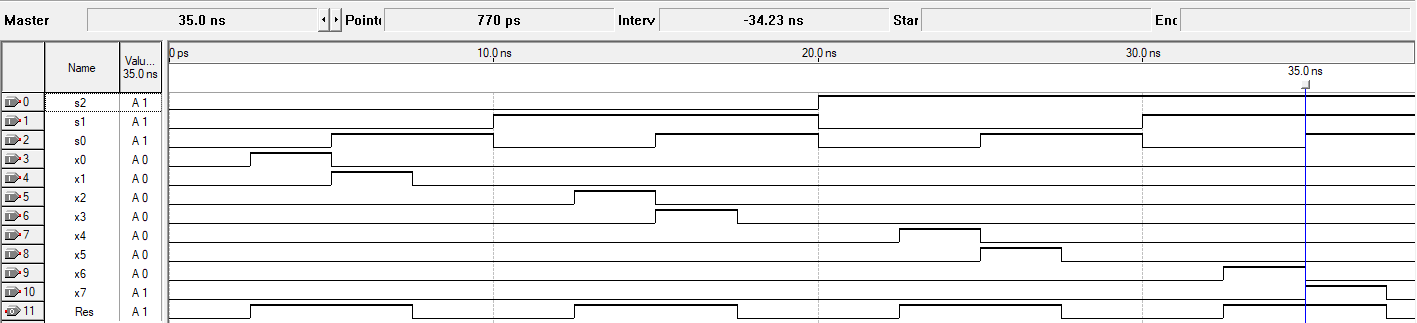 Master 35.0 ns Pointe 770 ps Interv -34.23 ns Star Enc
Name Valu... 35.0 ns
0 ps 10.0 ns 20.0 ns 30.0 ns
35.0 ns
0 s2 A 1
1 s1 A 1
2 s0 A 1
3 x0 A 0
4 x1 A 0
5 x2 A 0
6 x3 A 0
7 x4 A 0
8 x5 A 0
9 x6 A 0
10 x7 A 1
11 Res A 1